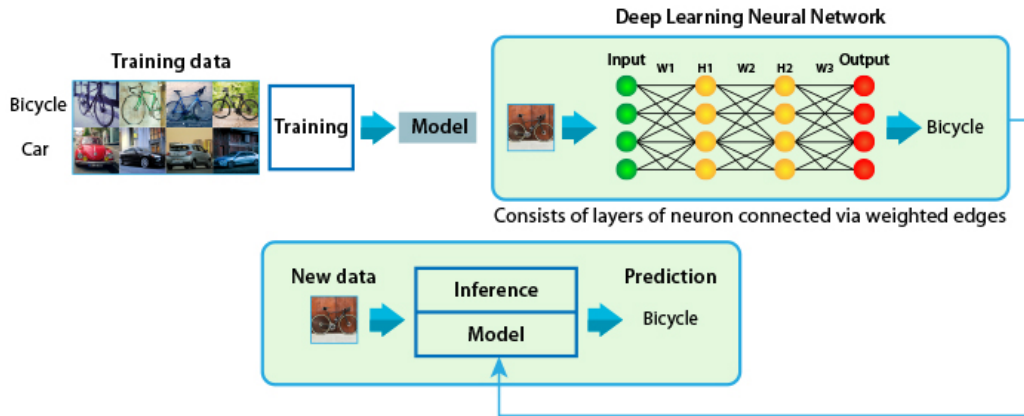 Deep Learning Neural Network
Training data
Bicycle
Car
Training
Model
Input W1 H1 W2 H2 W3 Output
Bicycle
Consists of layers of neuron connected via weighted edges
New data
Inference
Model
Prediction
Bicycle